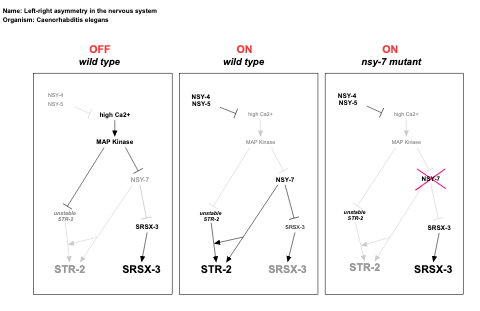 Name: Left-right asymmetry in the nervous system
Organism: Caenorhabditis elegans
OFF
wild type
NSY-4
NSY-5
high Ca2+
MAP Kinase
NSY-7
unstable
STR-2
SRSX-3
STR-2
SRSX-3
ON
wild type
NSY-4
NSY-5
high Ca2+
MAP Kinase
NSY-7
unstable
STR-2
SRSX-3
STR-2
SRSX-3
ON
nsy-7 mutant
NSY-4
NSY-5
high Ca2+
MAP Kinase
NSY-7
unstable
STR-2
SRSX-3
STR-2
SRSX-3